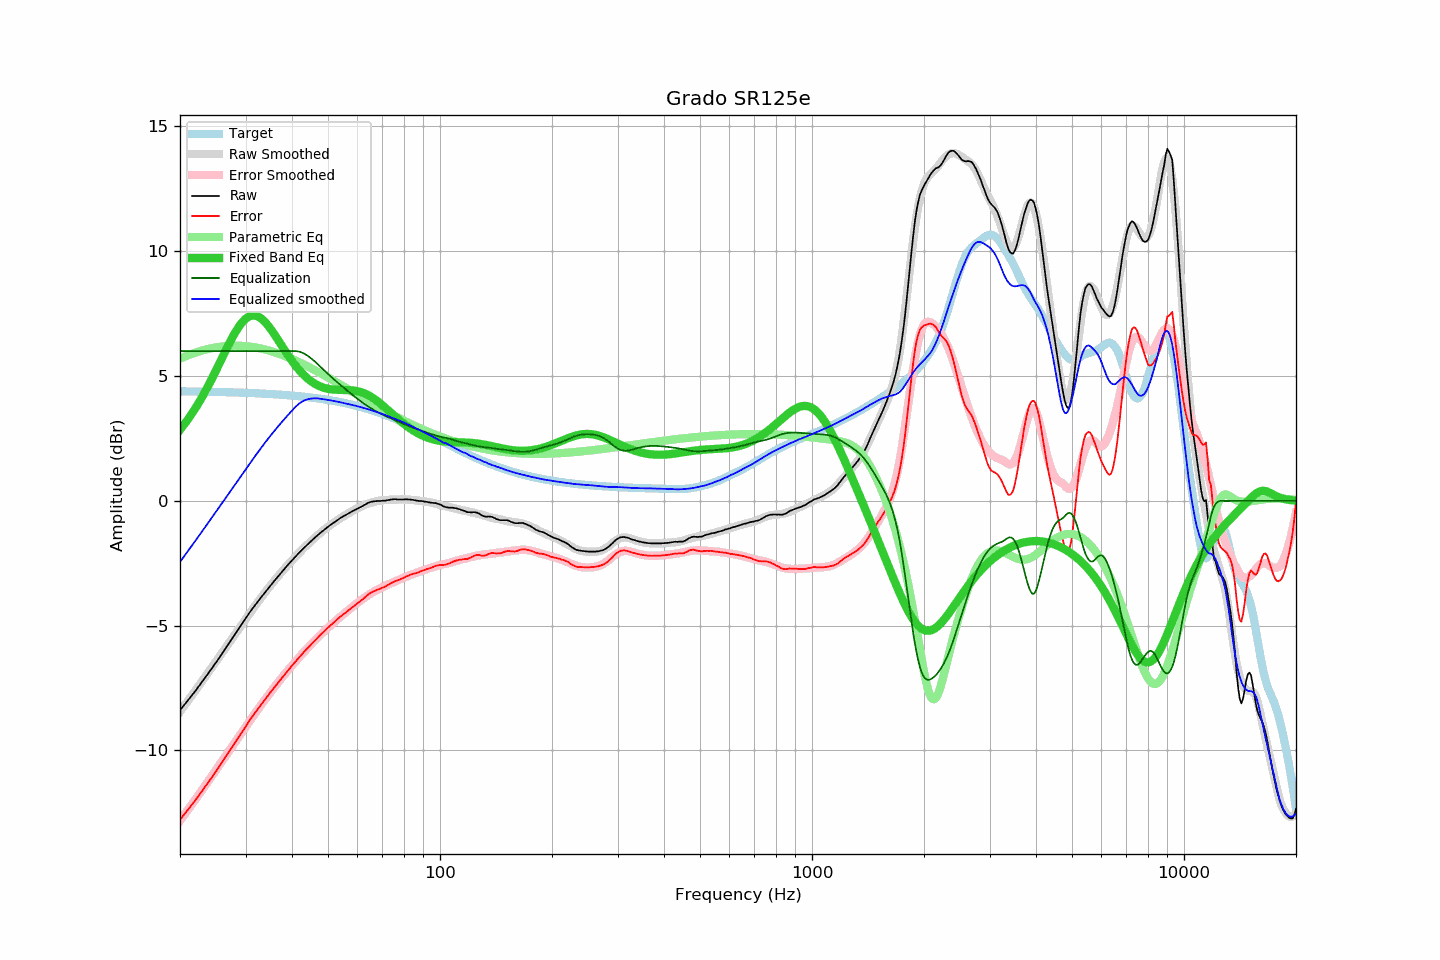 Grado SR125e
15
10
5
0
−5
−10
Amplitude (dBr)
Target
Raw Smoothed
Error Smoothed
Raw
Error
Parametric Eq
Fixed Band Eq
Equalization
Equalized smoothed
100
1000
10000
Frequency (Hz)